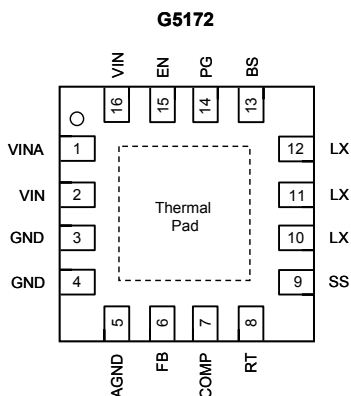 G5172
VIN EN PG BS
16 15 14 13
VINA 1 12 LX
VIN 2 11 LX
GND 3 10 LX
GND 4 9 SS
Thermal
Pad
5 6 7 8
AGND FB COMP RT